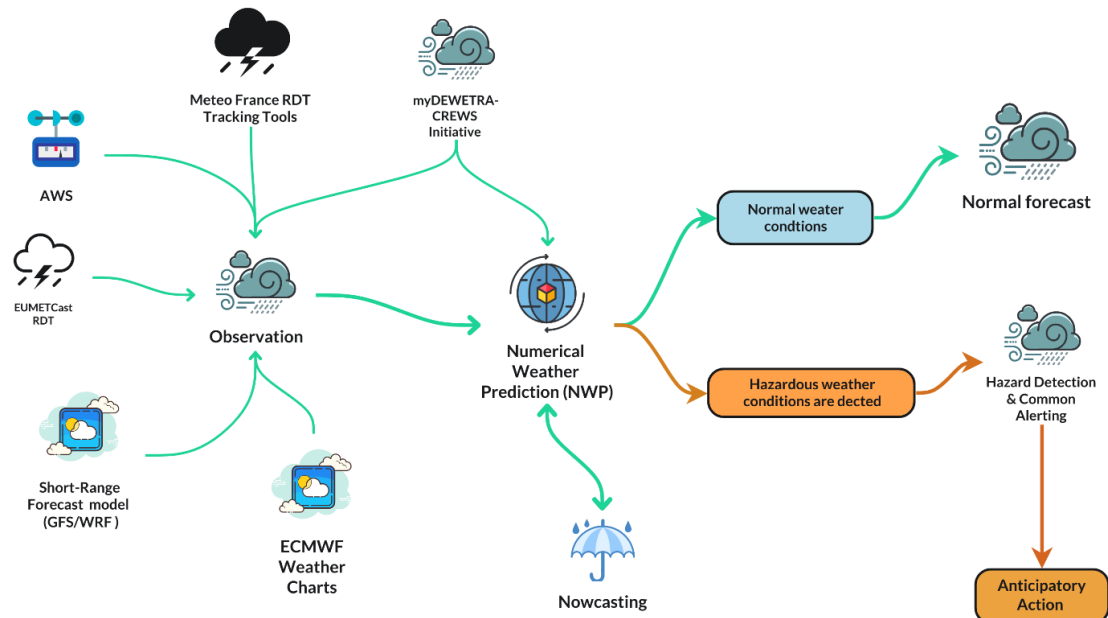 Meteo France RDT
Tracking Tools
myDEWETRA-
CREWS
Initiative
AWS
Normal forecast
Normal weater
condtions
EUMETCast
RDT
Observation
Numerical
Weather
Prediction (NWP)
Hazardous weather
conditions are dected
Hazard Detection
& Common
Alerting
Short-Range
Forecast model
(GFS/WRF )
ECMWF
Weather
Charts
Nowcasting
Anticipatory
Action